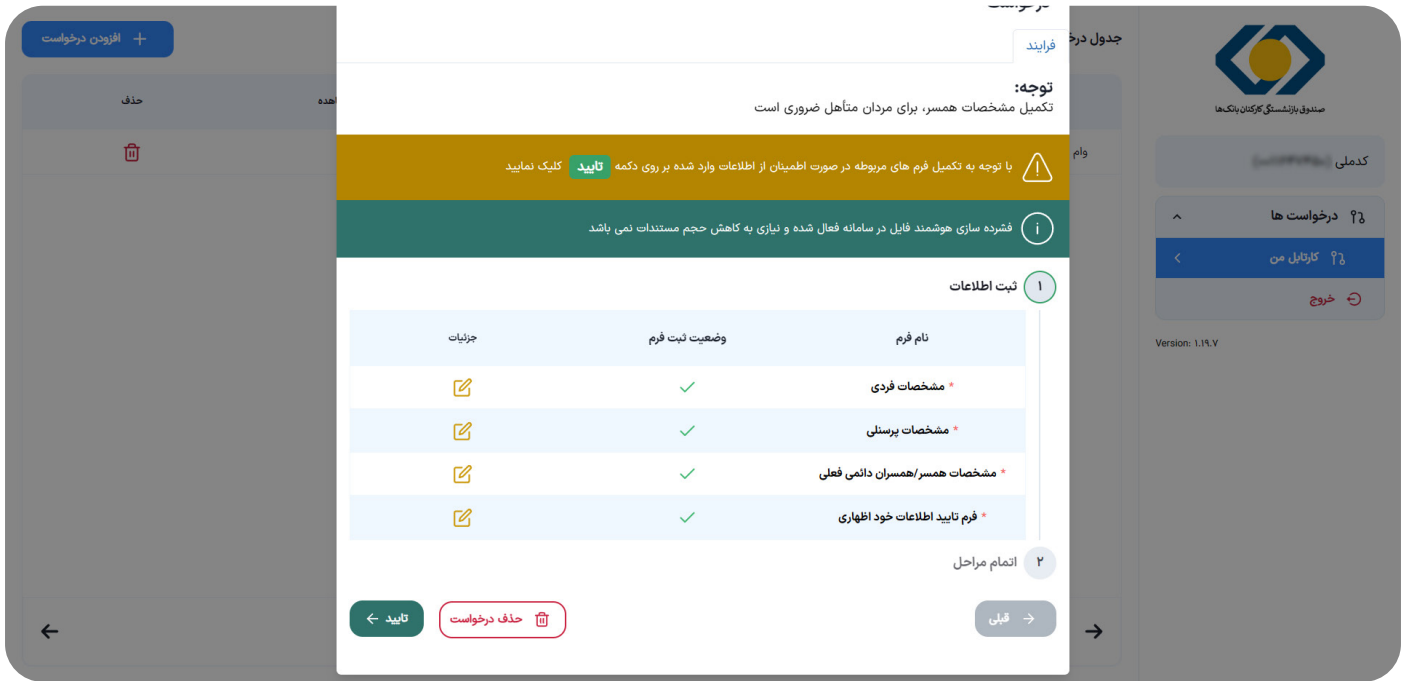 صندوق بازنشستگی کارکنان بانک‌ها
کدملی
درخواست ها
کارتابل من
خروج
Version: ۱.۱۹.۷
جدول درخ
افزودن درخواست
اهده
حذف
وام
درخواست
فرایند
توجه:
تکمیل مشخصات همسر، برای مردان متأهل ضروری است
با توجه به تکمیل فرم های مربوطه در صورت اطمینان از اطلاعات وارد شده بر روی دکمه تایید کلیک نمایید
فشرده سازی هوشمند فایل در سامانه فعال شده و نیازی به کاهش حجم مستندات نمی باشد
۱ ثبت اطلاعات
نام فرم وضعیت ثبت فرم جزئیات
* مشخصات فردی
* مشخصات پرسنلی
* مشخصات همسر/همسران دائمی فعلی
* فرم تایید اطلاعات خود اظهاری
۲ اتمام مراحل
قبلی
حذف درخواست
تایید